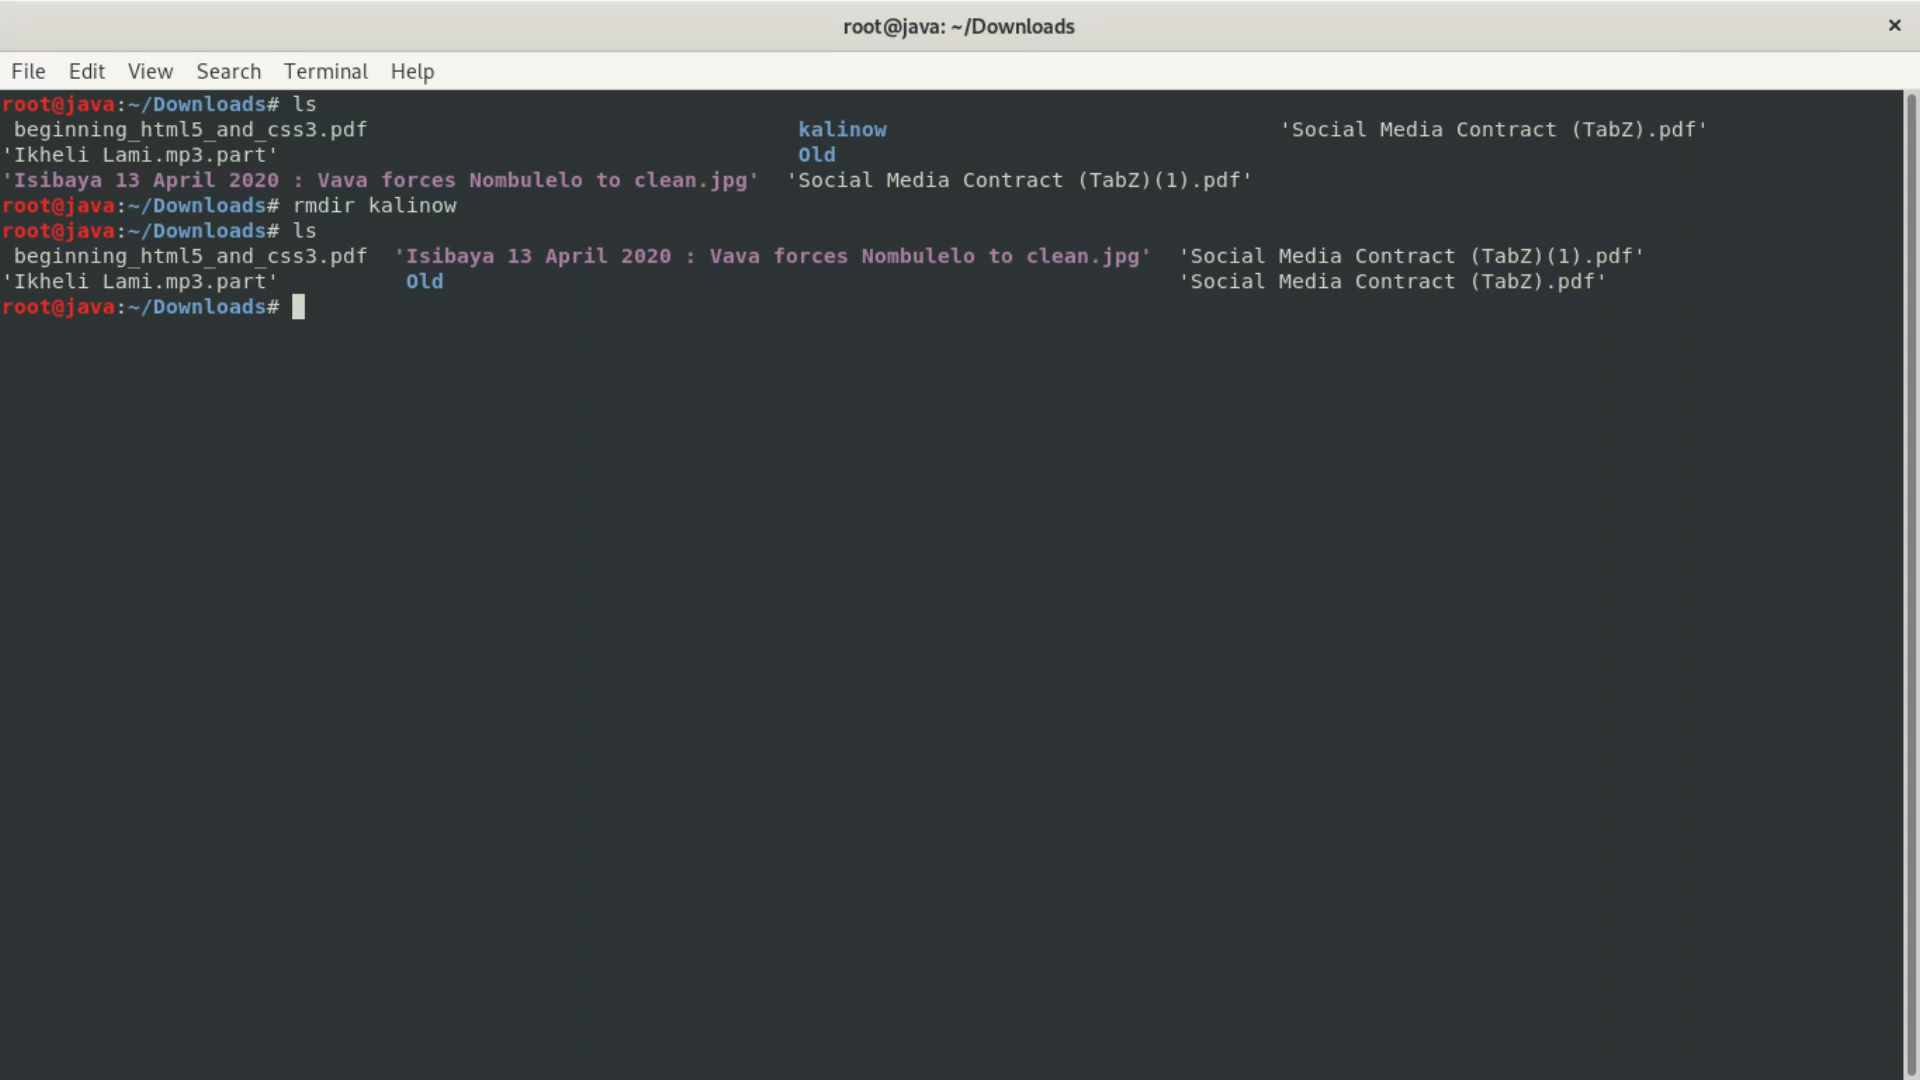 root@java: ~/Downloads ×
File Edit View Search Terminal Help
root@java:~/Downloads# ls
beginning_html5_and_css3.pdf kalinow 'Social Media Contract (TabZ).pdf'
'Ikheli Lami.mp3.part' Old
'Isibaya 13 April 2020 : Vava forces Nombulelo to clean.jpg' 'Social Media Contract (TabZ)(1).pdf'
root@java:~/Downloads# rmdir kalinow
root@java:~/Downloads# ls
beginning_html5_and_css3.pdf 'Isibaya 13 April 2020 : Vava forces Nombulelo to clean.jpg' 'Social Media Contract (TabZ)(1).pdf'
'Ikheli Lami.mp3.part' Old 'Social Media Contract (TabZ).pdf'
root@java:~/Downloads#